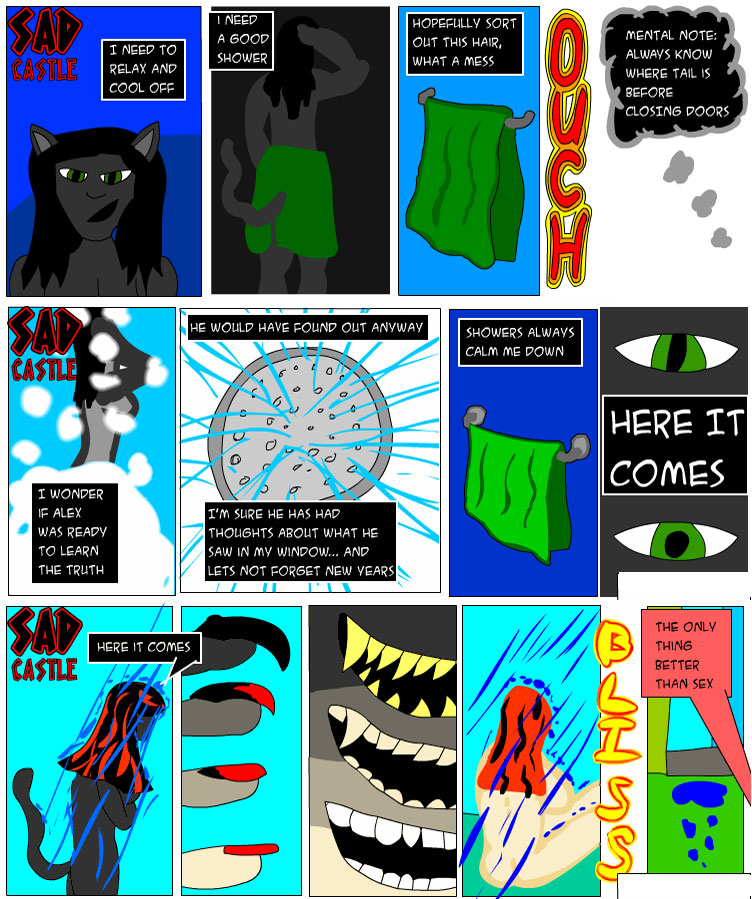 SAD
CASTLE
I NEED TO
RELAX AND
COOL OFF
I NEED
A GOOD
SHOWER
HOPEFULLY SORT
OUT THIS HAIR,
WHAT A MESS
OUCH
MENTAL NOTE:
ALWAYS KNOW
WHERE TAIL IS
BEFORE
CLOSING DOORS
SAD
CASTLE
I WONDER
IF ALEX
WAS READY
TO LEARN
THE TRUTH
HE WOULD HAVE FOUND OUT ANYWAY
I'M SURE HE HAS HAD
THOUGHTS ABOUT WHAT HE
SAW IN MY WINDOW... AND
LETS NOT FORGET NEW YEARS
SHOWERS ALWAYS
CALM ME DOWN
HERE IT
COMES
SAD
CASTLE
HERE IT COMES
BLISS
THE ONLY
THING
BETTER
THAN SEX